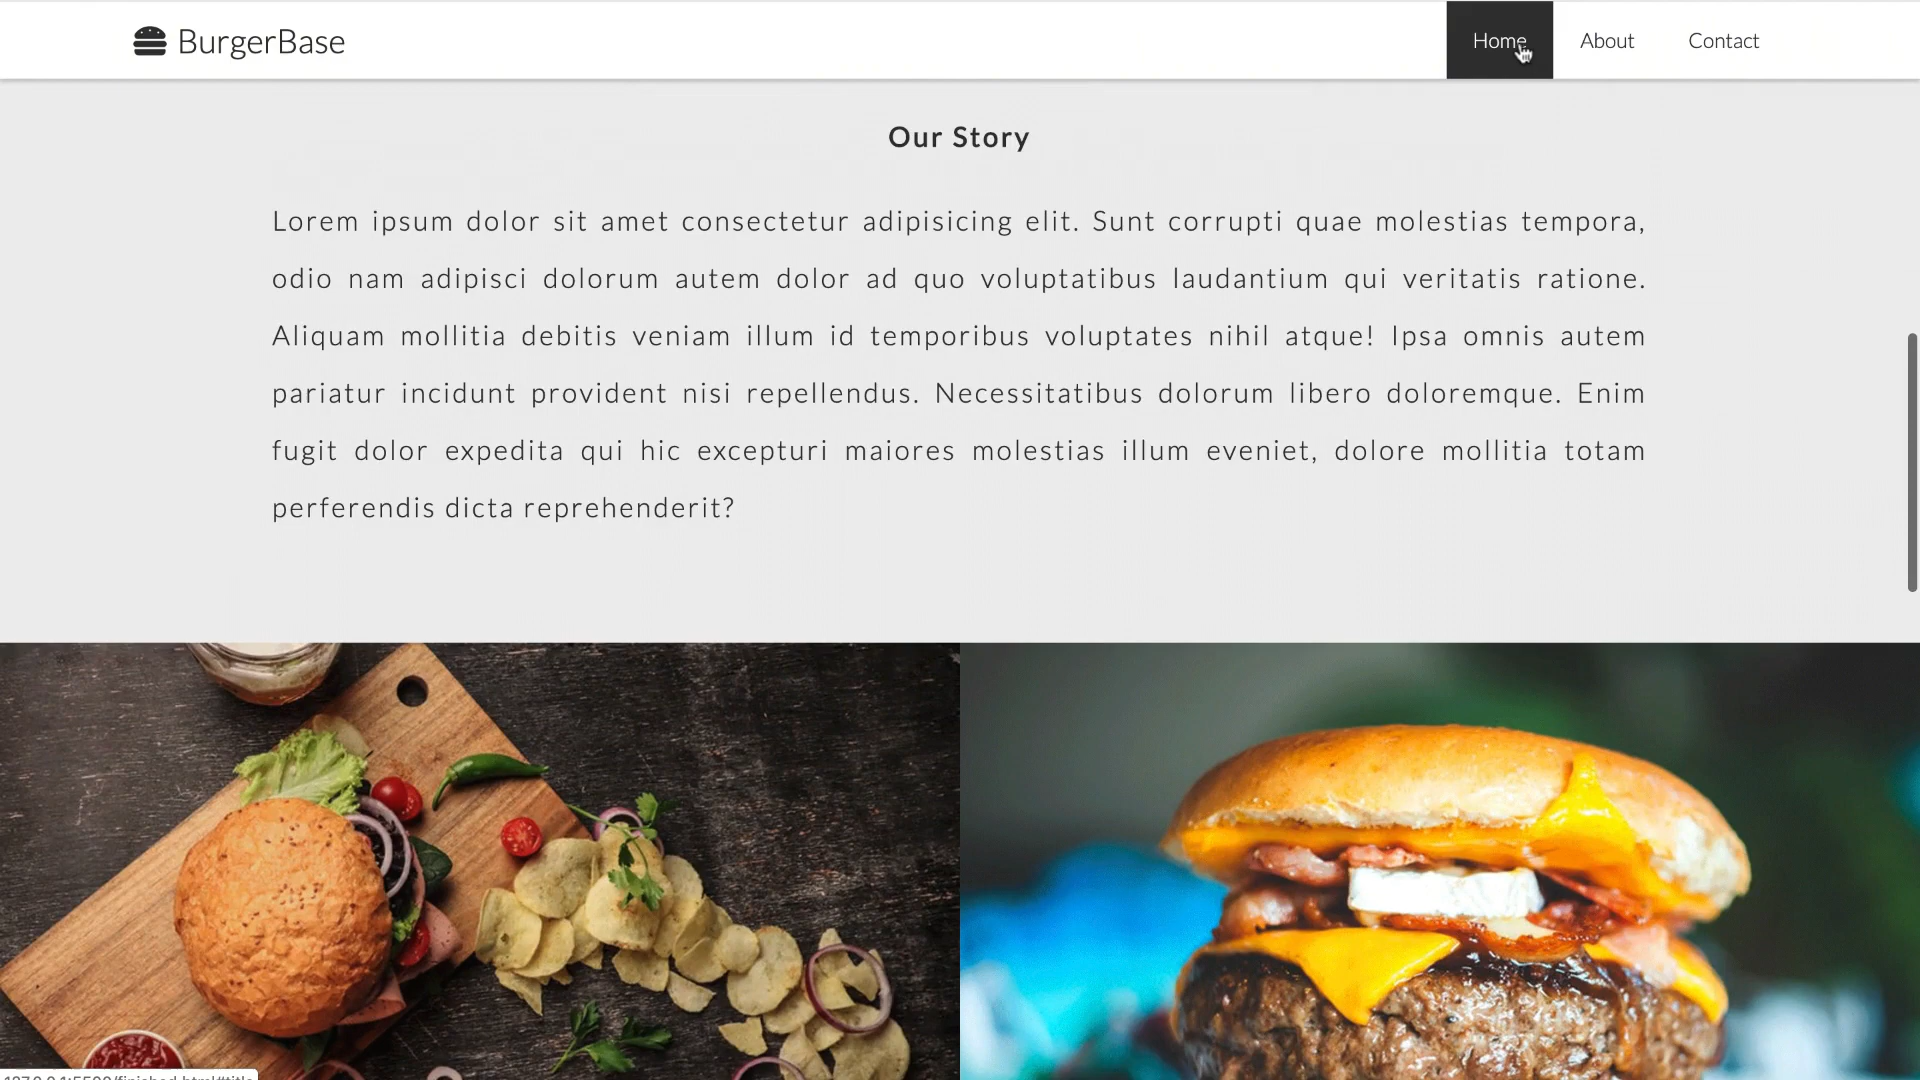 BurgerBase
Home
About
Contact
Our Story
Lorem ipsum dolor sit amet consectetur adipisicing elit. Sunt corrupti quae molestias tempora,
odio nam adipisci dolorum autem dolor ad quo voluptatibus laudantium qui veritatis ratione.
Aliquam mollitia debitis veniam illum id temporibus voluptates nihil atque! Ipsa omnis autem
pariatur incidunt provident nisi repellendus. Necessitatibus dolorum libero doloremque. Enim
fugit dolor expedita qui hic excepturi maiores molestias illum eveniet, dolore mollitia totam
perferendis dicta reprehenderit?